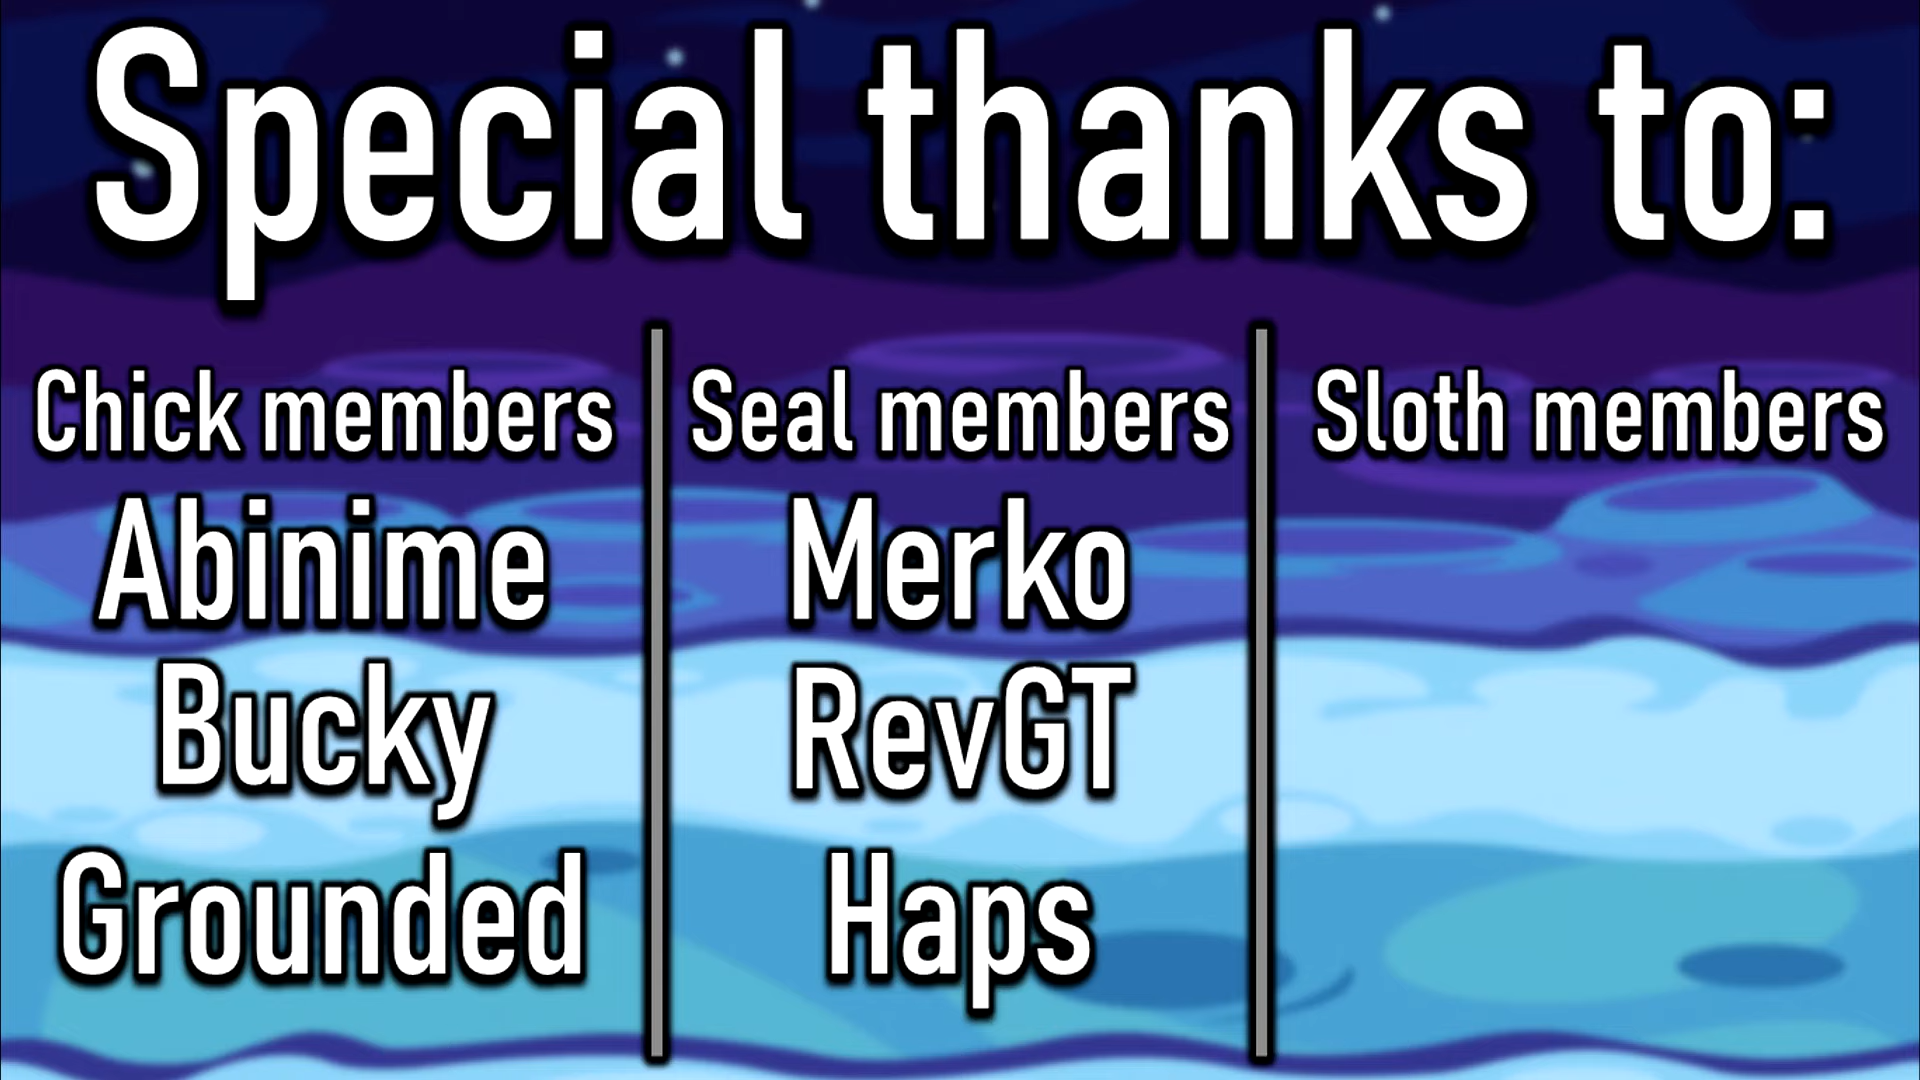 Special thanks to:
Chick members
Abinime
Bucky
Grounded
Seal members
Merko
RevGT
Haps
Sloth members